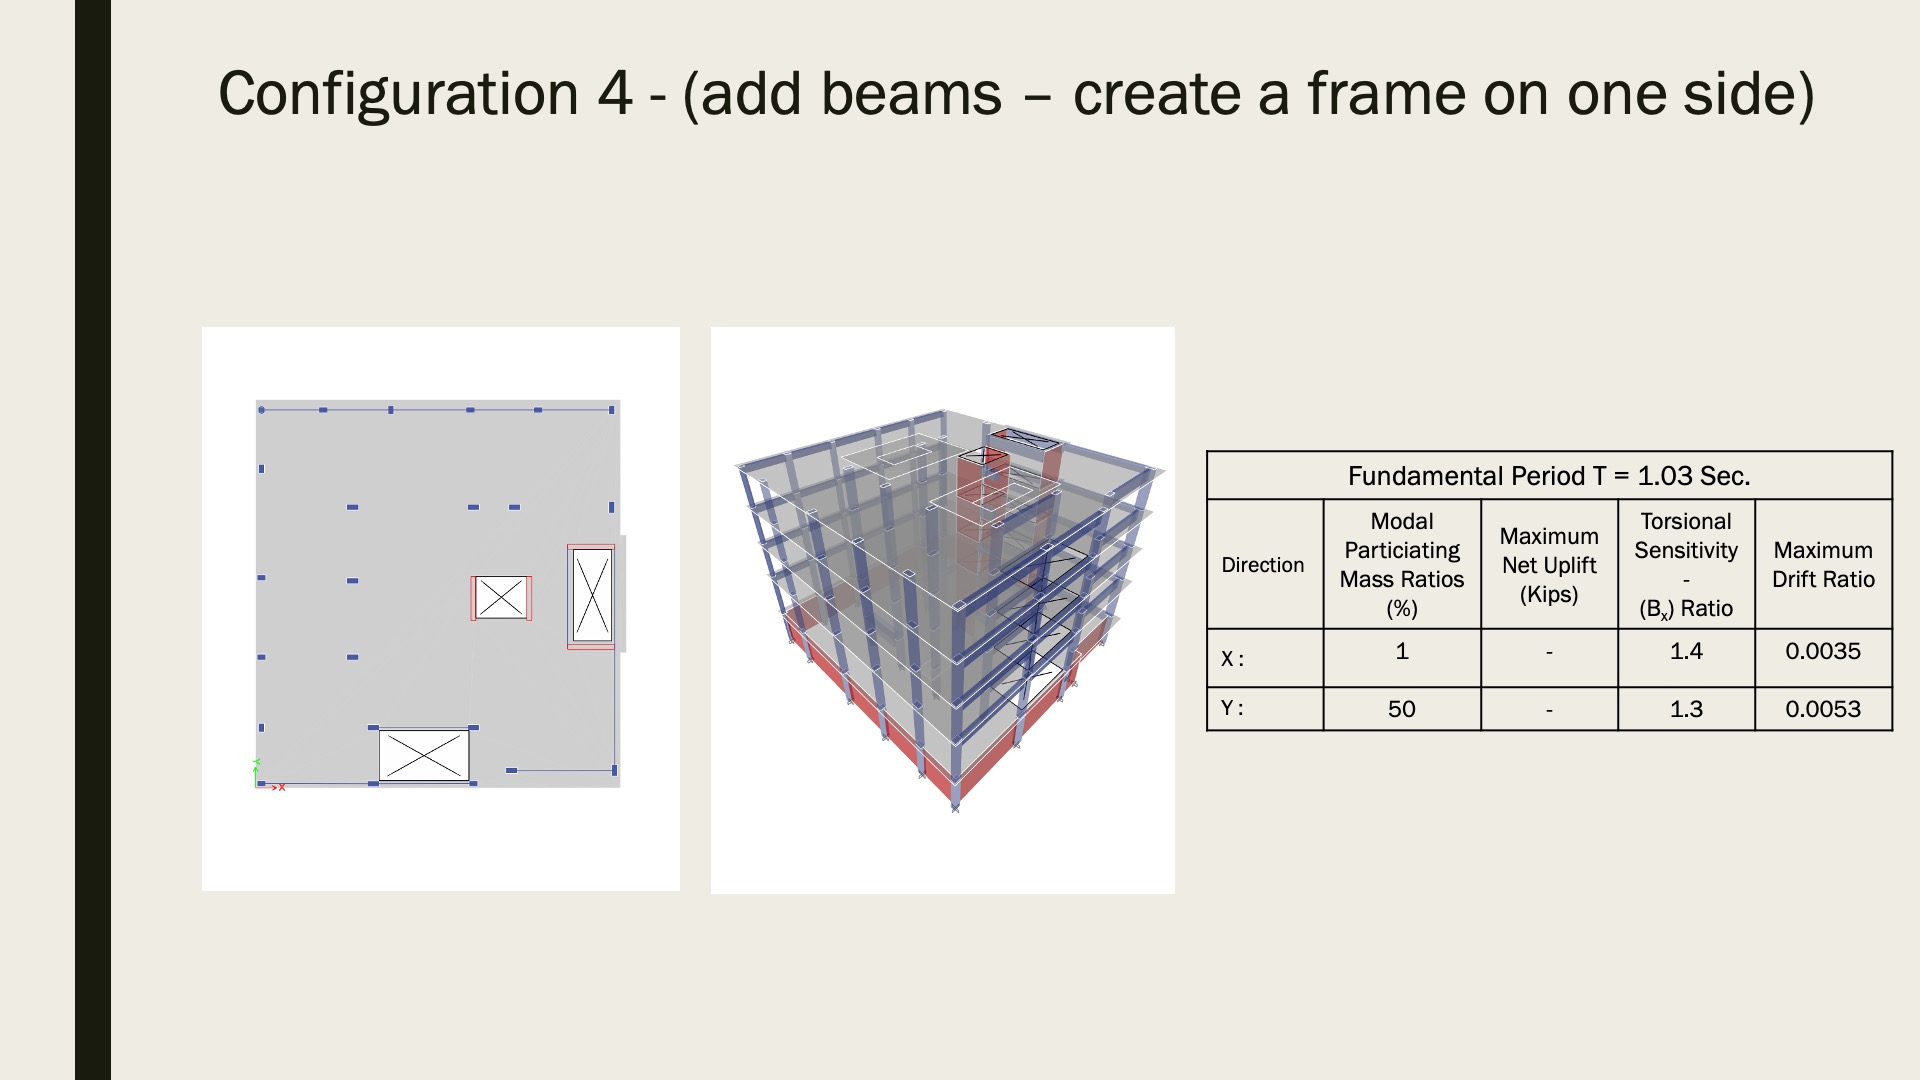 Configuration 4 - (add beams – create a frame on one side)
Y
X
Fundamental Period T = 1.03 Sec.
Direction
Modal
Particiating
Mass Ratios
(%)
Maximum
Net Uplift
(Kips)
Torsional
Sensitivity
-
(Bx) Ratio
Maximum
Drift Ratio
X :
1
-
1.4
0.0035
Y :
50
-
1.3
0.0053